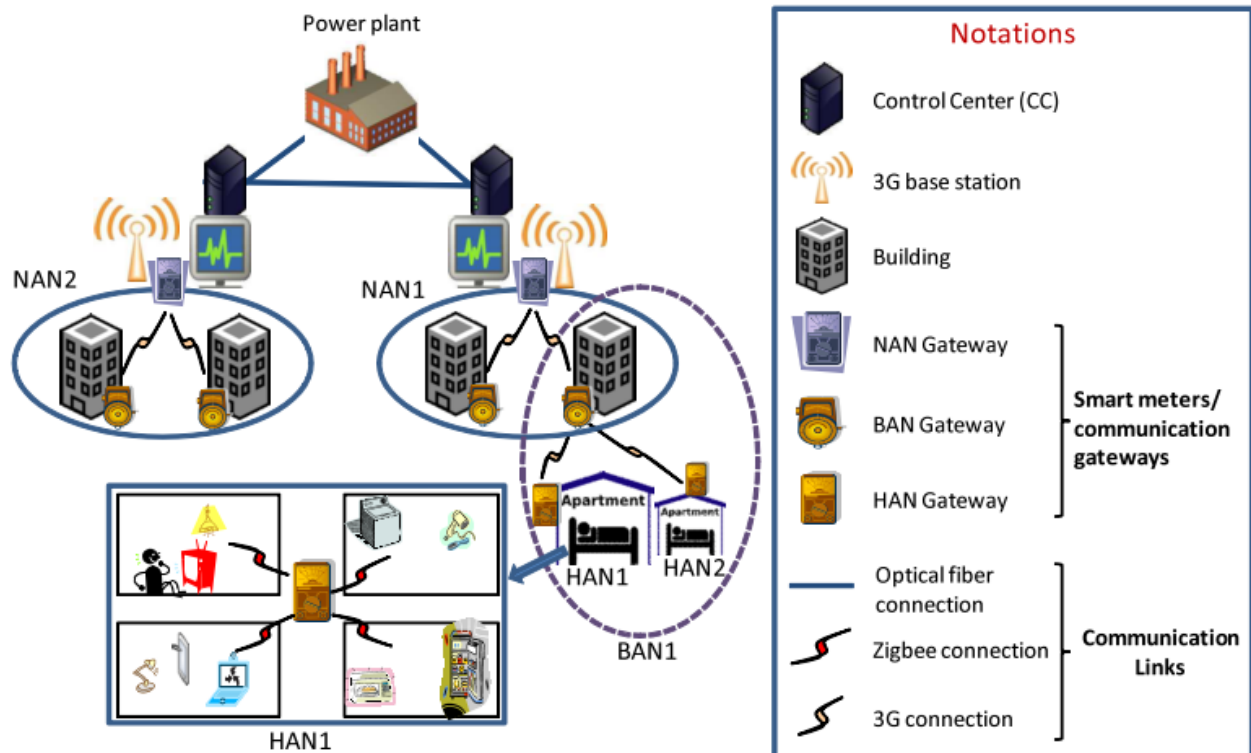 Power plant
NAN2
NAN1
Apartment
Apartment
HAN1
HAN2
BAN1
HAN1
Notations
Control Center (CC)
3G base station
Building
NAN Gateway
BAN Gateway
HAN Gateway
Smart meters/
communication
gateways
Optical fiber
connection
Zigbee connection
3G connection
Communication
Links